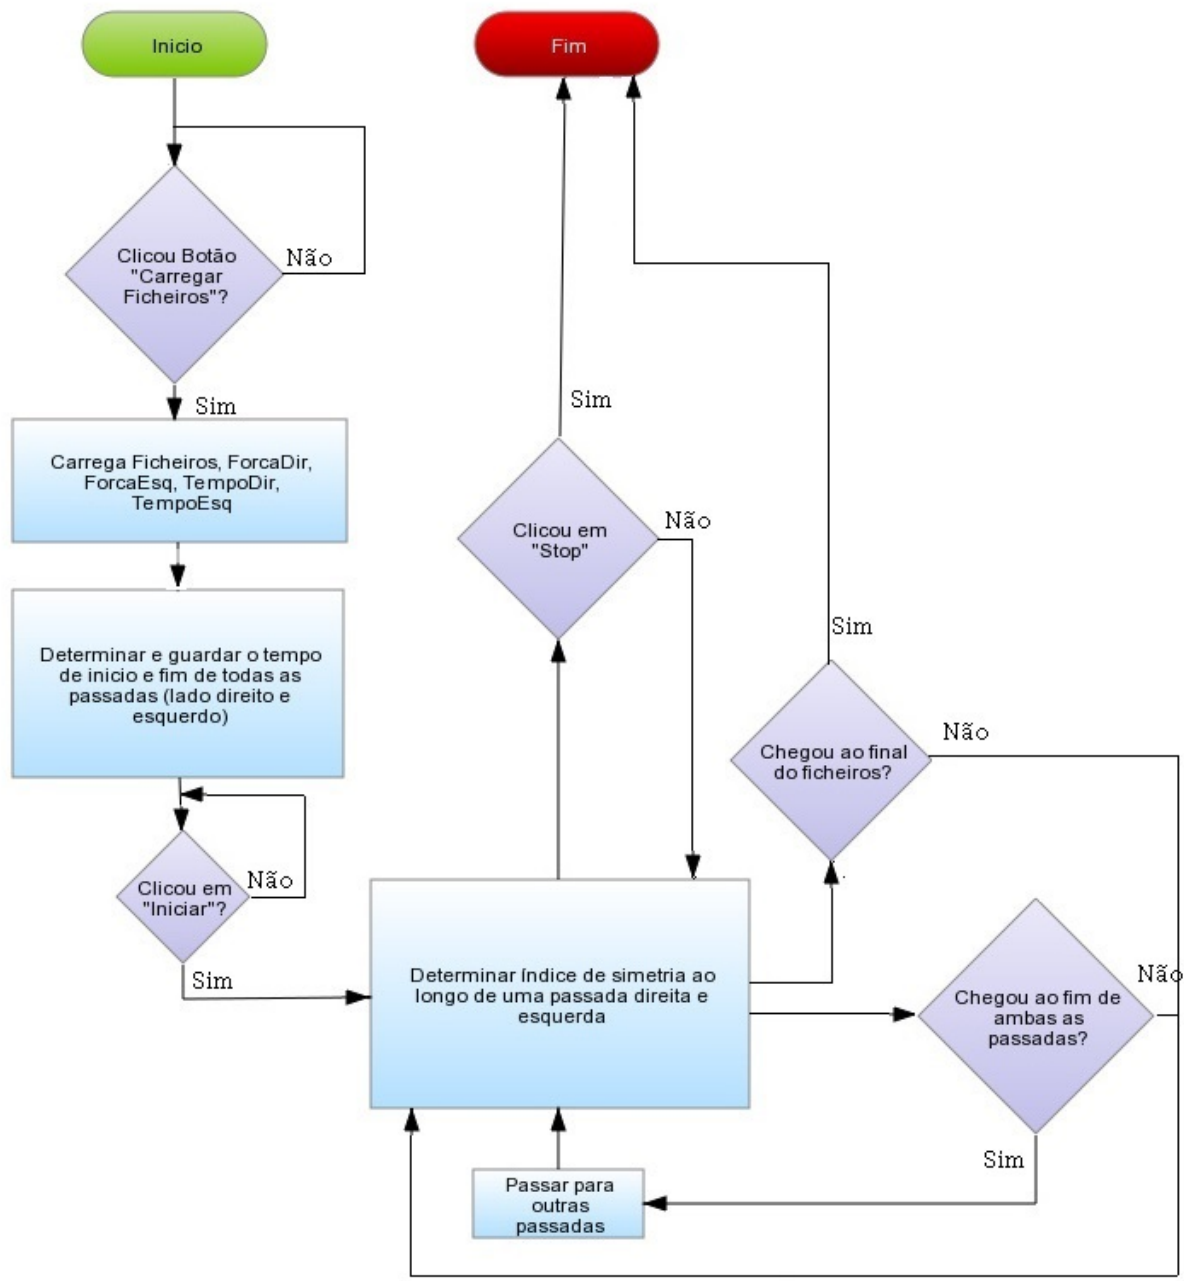 Inicio
Fim
Clicou Botão
"Carregar
Ficheiros"?
Não
Sim
Carrega Ficheiros, ForcaDir,
ForcaEsq, TempoDir,
TempoEsq
Determinar e guardar o tempo
de inicio e fim de todas as
passadas (lado direito e
esquerdo)
Clicou em
"Iniciar"?
Não
Sim
Sim
Clicou em
"Stop"
Não
Sim
Chegou ao final
do ficheiros?
Não
Determinar índice de simetria ao
longo de uma passada direita e
esquerda
Chegou ao fim de
ambas as
passadas?
Não
Sim
Passar para
outras
passadas